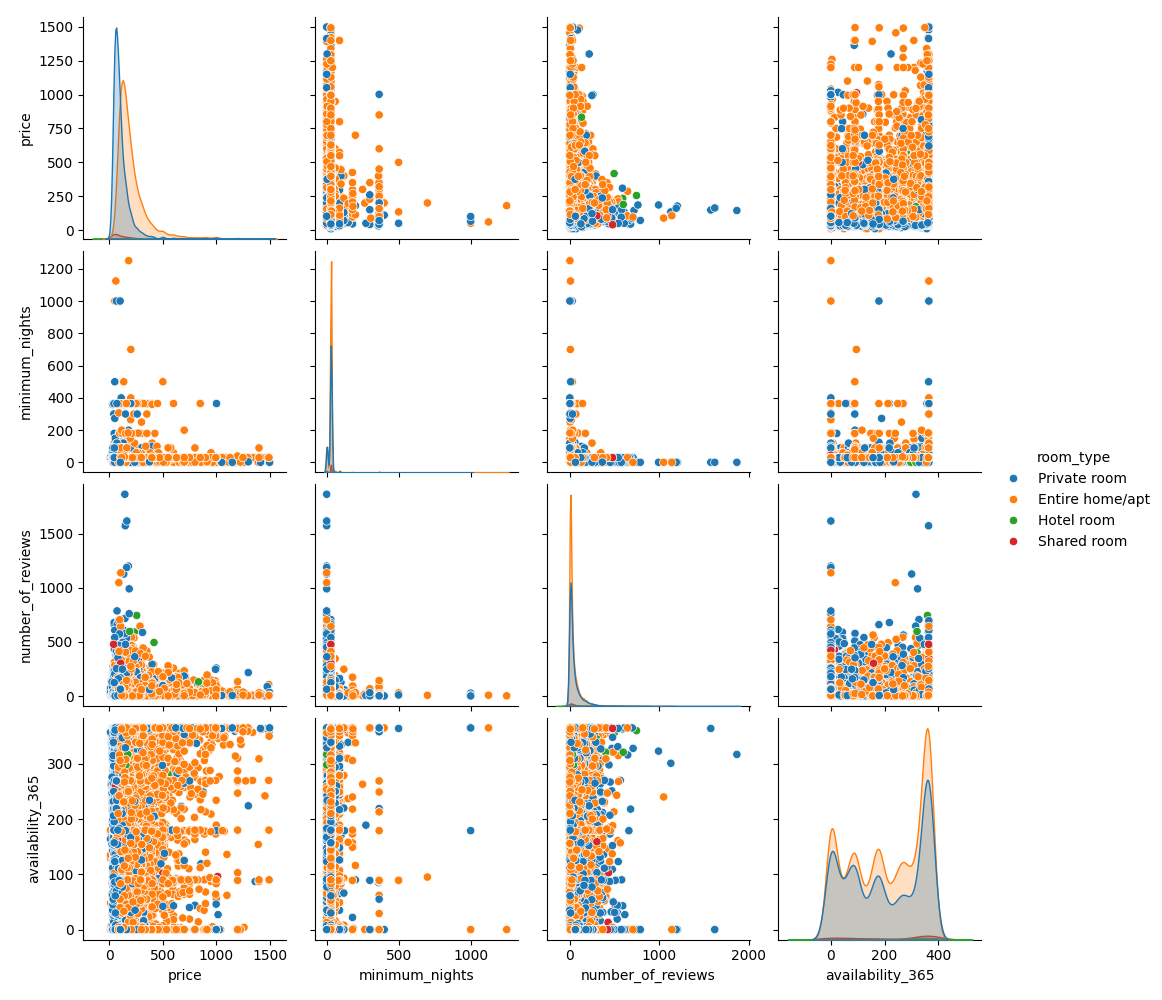 1500
1250
1000
750
500
250
0
price
1200
1000
800
600
400
200
0
minimum_nights
room_type
Private room
Entire home/apt
Hotel room
Shared room
1500
1000
500
0
number_of_reviews
300
200
100
0
availability_365
0 500 1000 1500
0 500 1000
0 1000 2000
0 200 400
price minimum_nights number_of_reviews availability_365